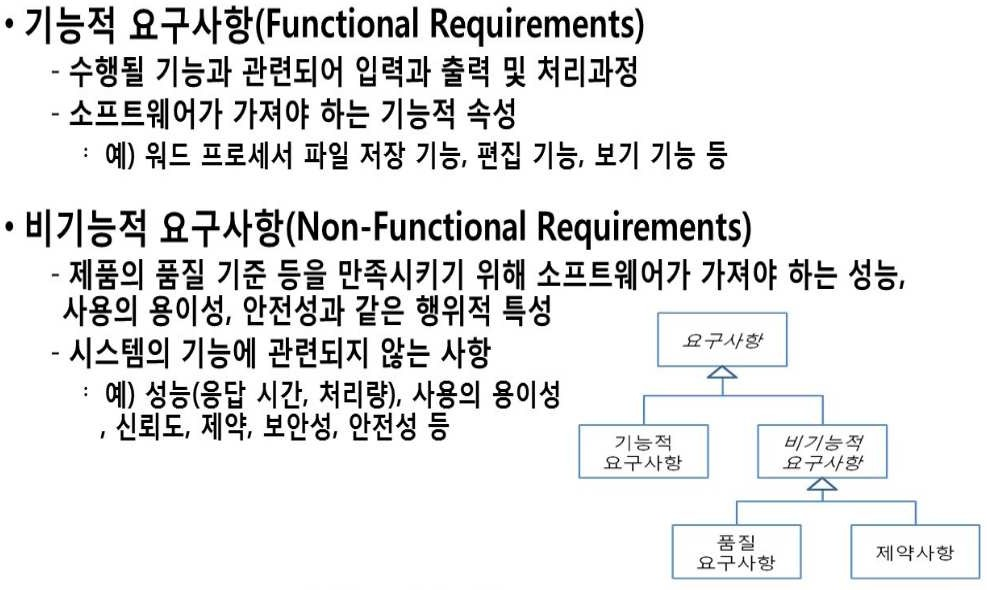 • 기능적 요구사항(Functional Requirements)
- 수행될 기능과 관련되어 입력과 출력 및 처리과정
- 소프트웨어가 가져야 하는 기능적 속성
: 예) 워드 프로세서 파일 저장 기능, 편집 기능, 보기 기능 등
• 비기능적 요구사항(Non-Functional Requirements)
- 제품의 품질 기준 등을 만족시키기 위해 소프트웨어가 가져야 하는 성능,
사용의 용이성, 안전성과 같은 행위적 특성
- 시스템의 기능에 관련되지 않는 사항
: 예) 성능(응답 시간, 처리량), 사용의 용이성
, 신뢰도, 제약, 보안성, 안전성 등
요구사항
기능적
요구사항
비기능적
요구사항
품질
요구사항
제약사항